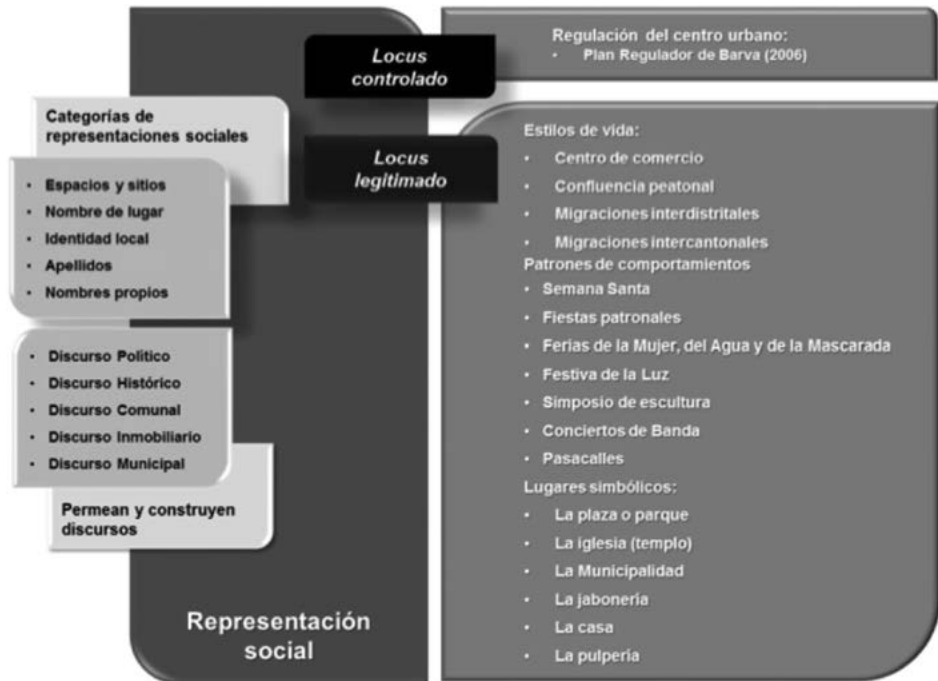 Locus
controlado
Regulación del centro urbano:
• Plan Regulador de Barva (2006)
Categorías de
representaciones sociales
• Espacios y sitios
• Nombre de lugar
• Identidad local
• Apellidos
• Nombres propios
• Discurso Político
• Discurso Histórico
• Discurso Comunal
• Discurso Inmobiliario
• Discurso Municipal
Permean y construyen
discursos
Representación
social
Locus
legitimado
Estilos de vida:
• Centro de comercio
• Confluencia peatonal
• Migraciones interdistritales
• Migraciones intercantonales
Patrones de comportamientos
• Semana Santa
• Fiestas patronales
• Ferias de la Mujer, del Agua y de la Mascarada
• Festiva de la Luz
• Simposio de escultura
• Conciertos de Banda
• Pasacalles
Lugares simbólicos:
• La plaza o parque
• La iglesia (templo)
• La Municipalidad
• La jabonería
• La casa
• La pulpería